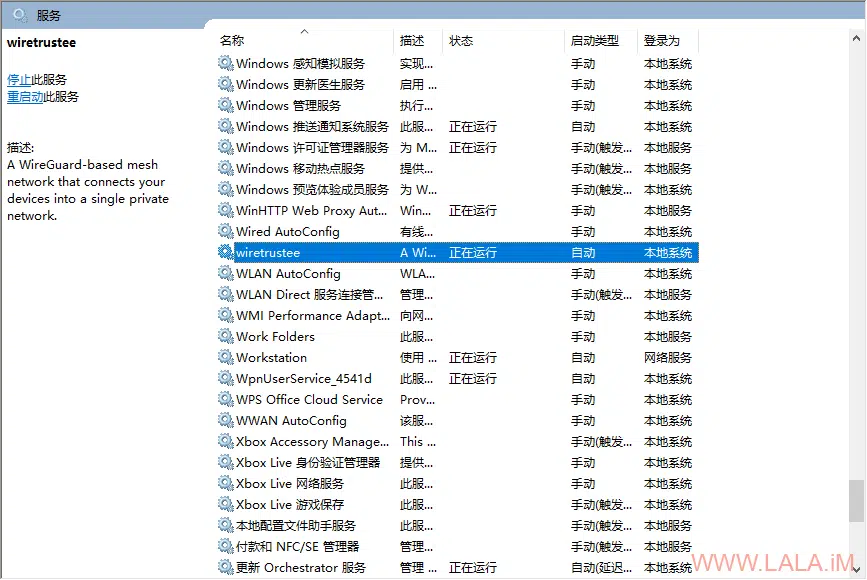 服务
wiretrustee
停止此服务
重启动此服务
描述:
A WireGuard-based mesh
network that connects your
devices into a single private
network.
名称 描述 状态 启动类型 登录为
Windows 感知模拟服务 实现... 手动 本地系统
Windows 更新医生服务 启用 ... 手动 本地系统
Windows 管理服务 执行... 手动 本地系统
Windows 推送通知系统服务 此服... 正在运行 自动 本地系统
Windows 许可证管理器服务 为 M... 正在运行 手动(触发... 本地服务
Windows 移动热点服务 提供... 手动(触发... 本地服务
Windows 预览体验成员服务 为 W... 手动(触发... 本地系统
WinHTTP Web Proxy Aut... Win... 正在运行 手动 本地服务
Wired AutoConfig 有线... 手动 本地系统
wiretrustee A Wi... 正在运行 自动 本地系统
WLAN AutoConfig WLA... 手动 本地系统
WLAN Direct 服务连接管... 管理... 手动(触发... 本地服务
WMI Performance Adapt... 向网... 手动 本地系统
Work Folders 此服... 手动 本地服务
Workstation 使用 ... 正在运行 自动 网络服务
WpnUserService_4541d 此服... 正在运行 自动 本地系统
WPS Office Cloud Service Prov... 手动 本地系统
WWAN AutoConfig 该服... 手动 本地系统
Xbox Accessory Manage... This ... 手动(触发... 本地系统
Xbox Live 身份验证管理器 提供... 手动 本地系统
Xbox Live 网络服务 此服... 手动 本地系统
Xbox Live 游戏保存 此服... 手动(触发... 本地系统
本地配置文件助手服务 此服... 手动(触发... 本地服务
付款和 NFC/SE 管理器 管理... 手动(触发... 本地服务
更新 Orchestrator 服务 管理 ... 正在运行 自动(延迟... 本地系统
WWW.LALA.iM